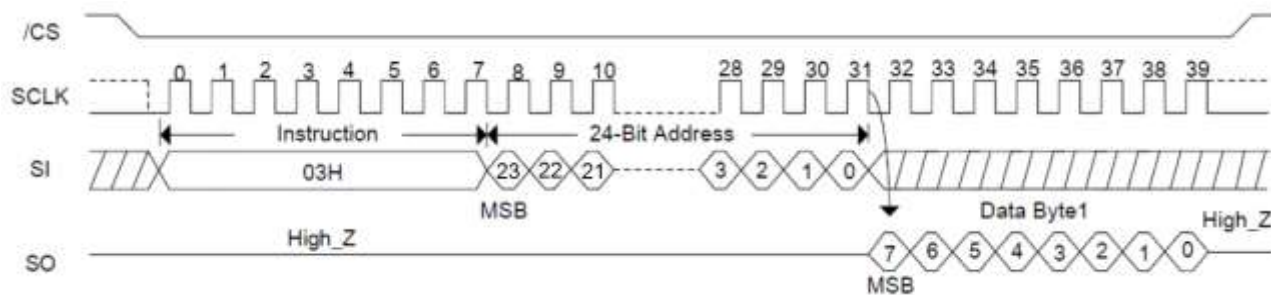 /CS
0 1 2 3 4 5 6 7 8 9 10 28 29 30 31 32 33 34 35 36 37 38 39
SCLK
Instruction 24-Bit Address
SI 03H 23 22 21 3 2 1 0
MSB Data Byte1
High_Z High_Z
SO 7 6 5 4 3 2 1 0
MSB